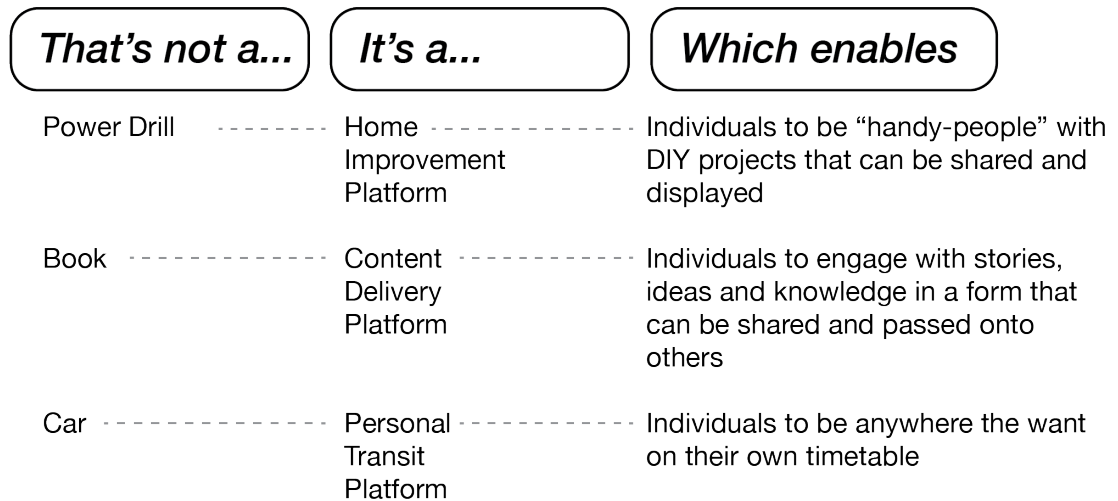 That's not a...
It's a...
Which enables
Power Drill
Home
Improvement
Platform
Individuals to be “handy-people” with
DIY projects that can be shared and
displayed
Book
Content
Delivery
Platform
Individuals to engage with stories,
ideas and knowledge in a form that
can be shared and passed onto
others
Car
Personal
Transit
Platform
Individuals to be anywhere the want
on their own timetable